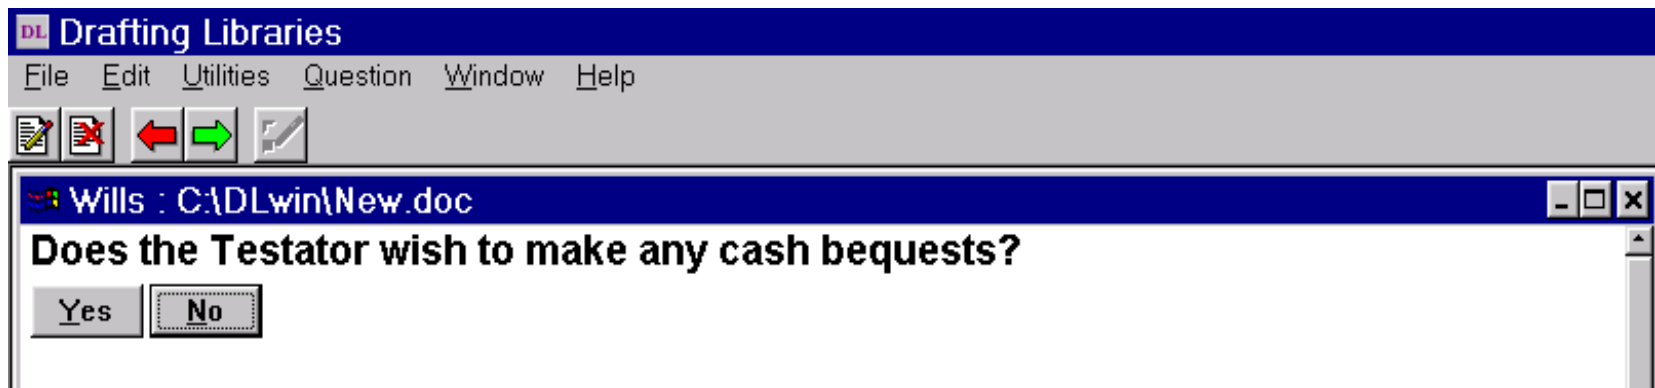 DL Drafting Libraries
File Edit Utilities Question Window Help
Wills : C:\DLwin\New.doc
Does the Testator wish to make any cash bequests?
Yes No